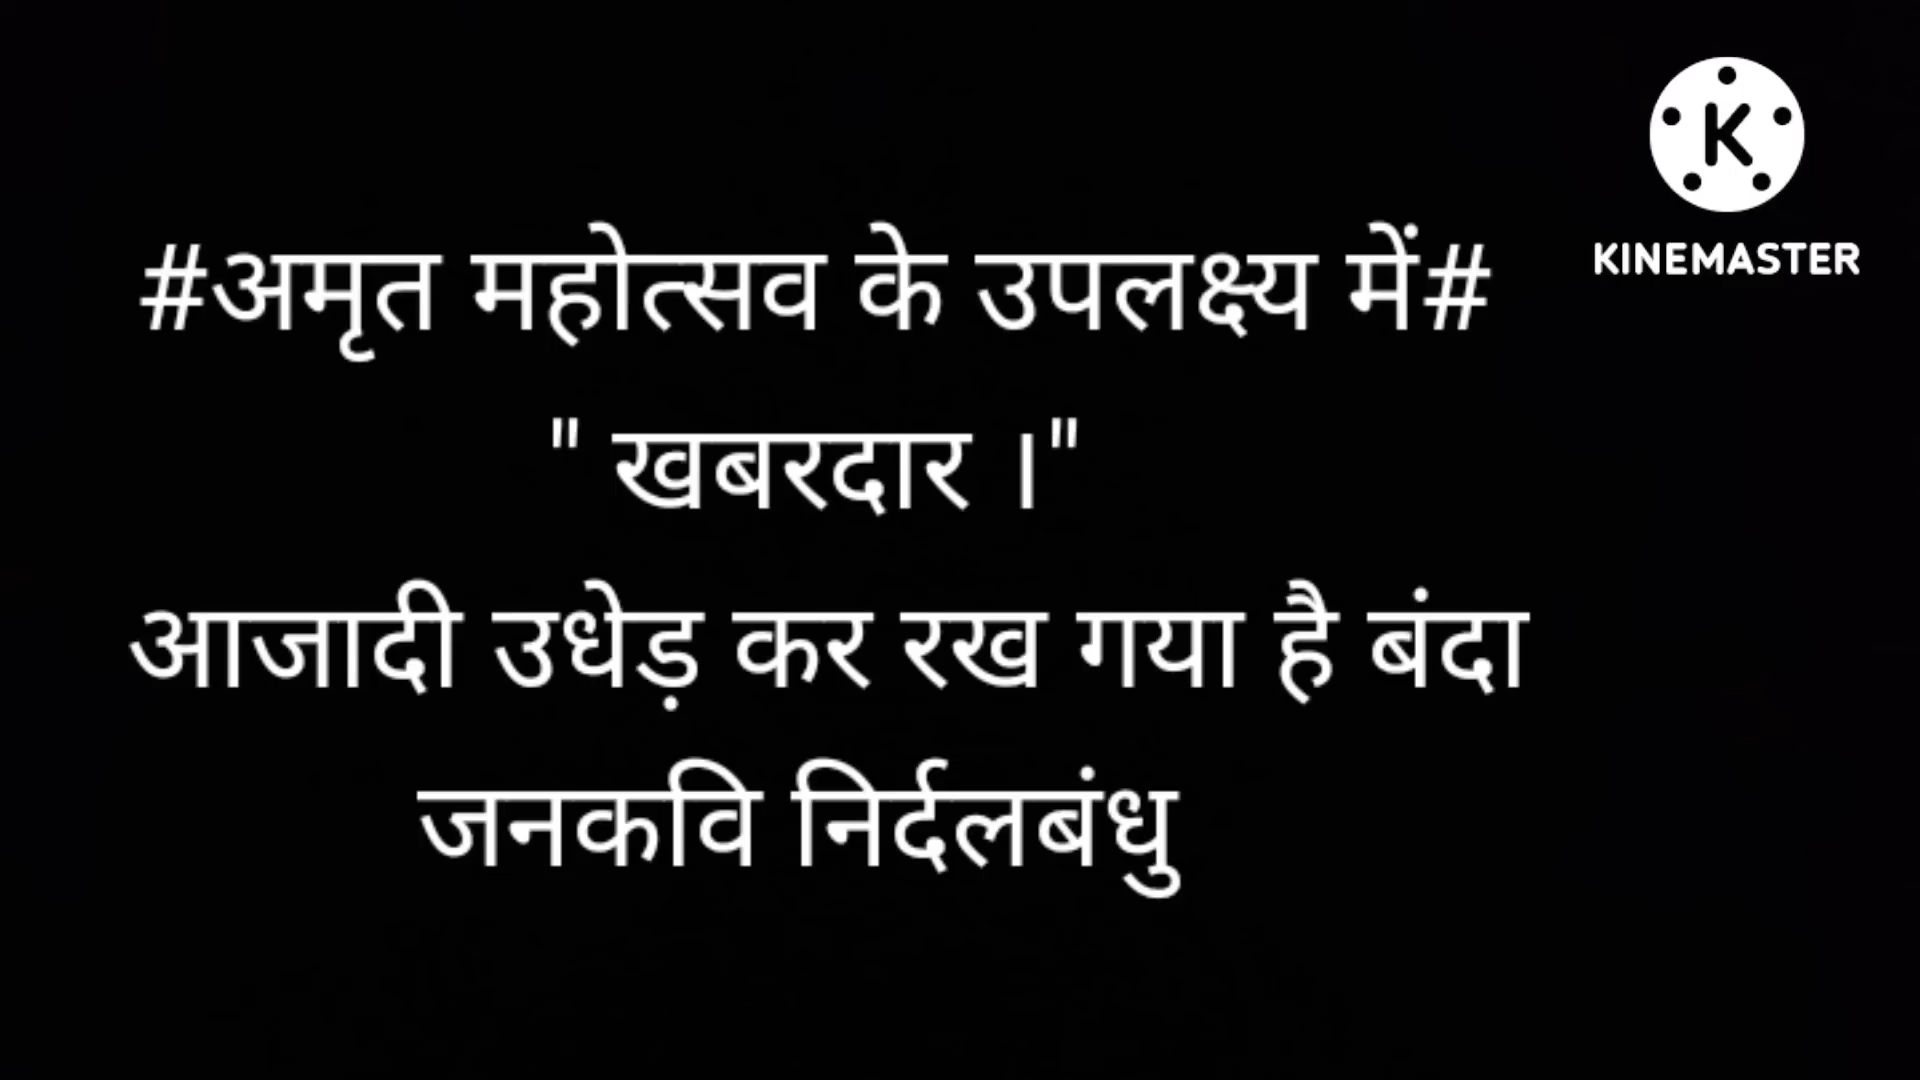 K
KINEMASTER
#अमृत महोत्सव के उपलक्ष्य में#
" खबरदार ।"
आजादी उधेड़ कर रख गया है बंदा
जनकवि निर्दलबंधु